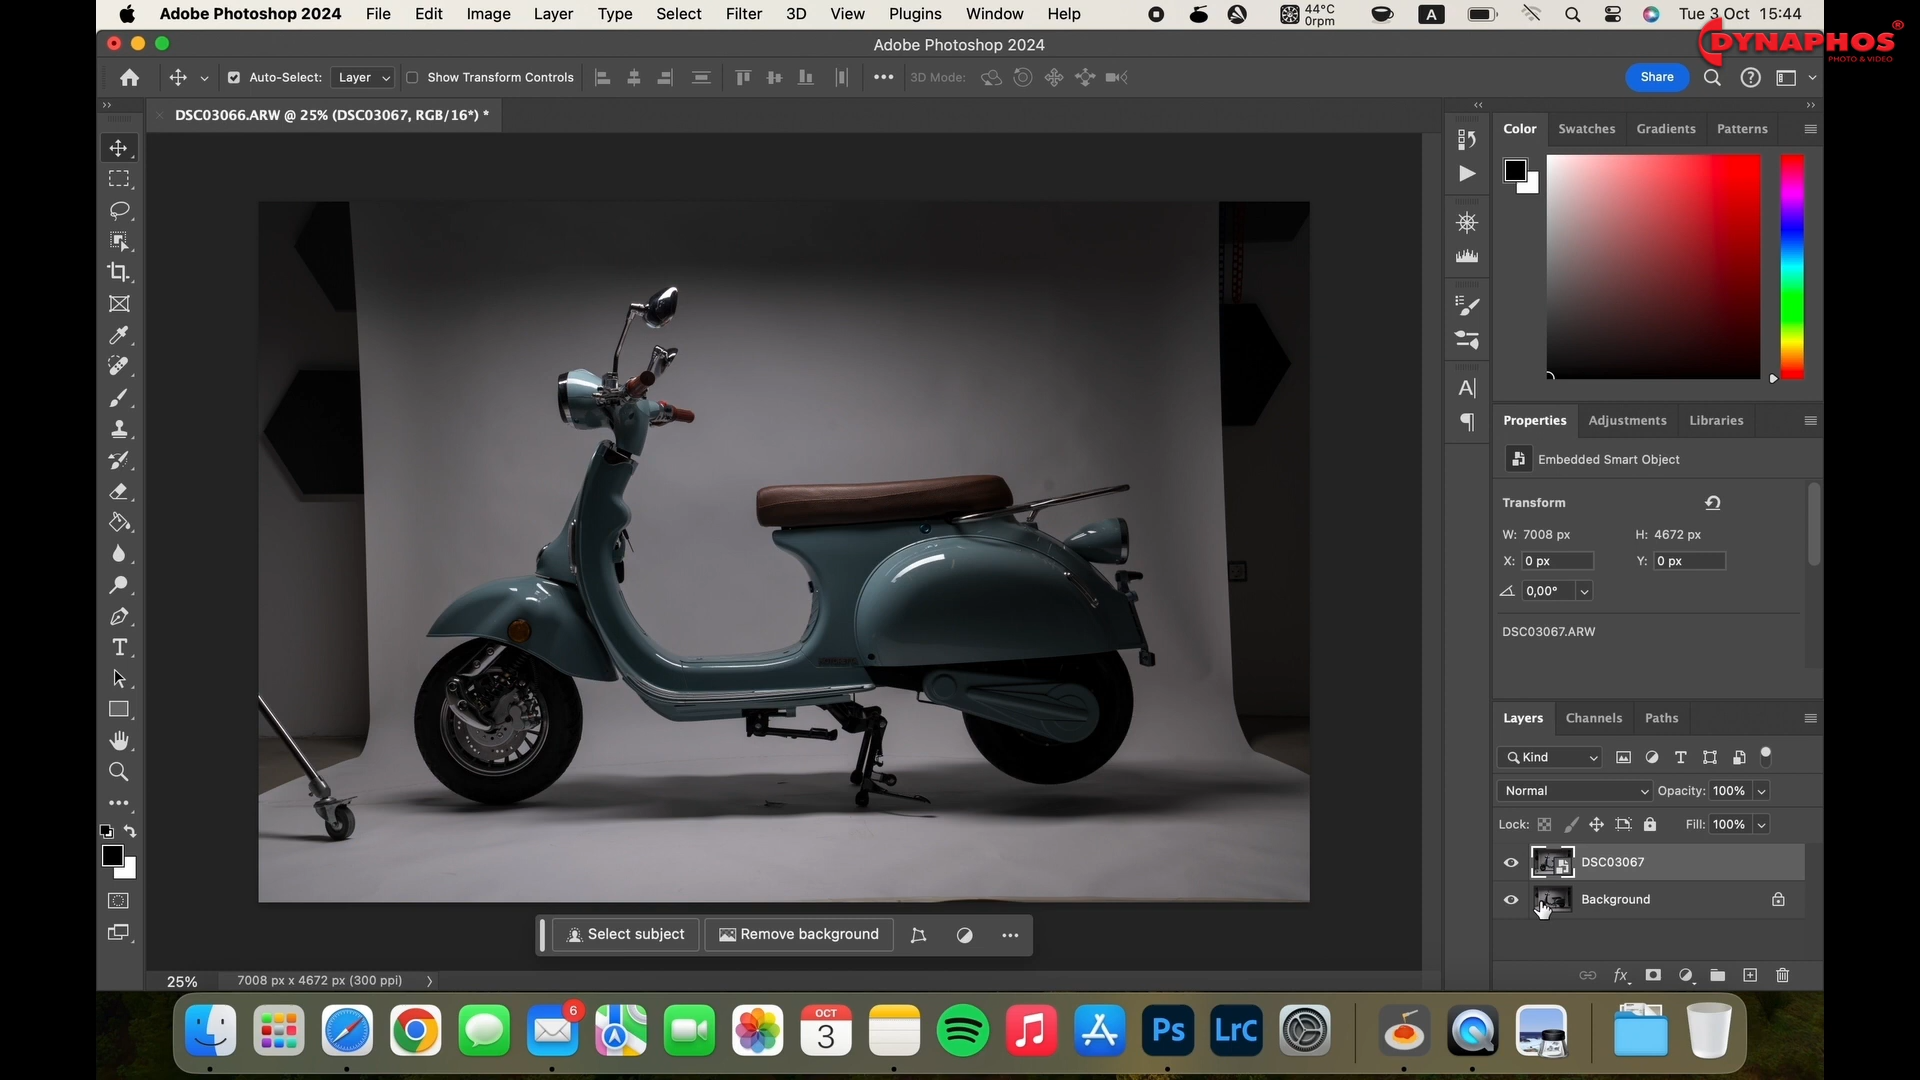 Adobe Photoshop 2024 File Edit Image Layer Type Select Filter 3D View Plugins Window Help 44°C 0rpm A Tue 3 Oct 15:44
DYNAPHOS®
PHOTO & VIDEO
Adobe Photoshop 2024
Auto-Select: Layer Show Transform Controls 3D Mode: Share
DSC03066.ARW @ 25% (DSC03067, RGB/16*) *
Color Swatches Gradients Patterns
Properties Adjustments Libraries
Embedded Smart Object
Transform
W: 7008 px H: 4672 px
X: 0 px Y: 0 px
0,00°
DSC03067.ARW
Layers Channels Paths
Kind
Normal Opacity: 100%
Lock: Fill: 100%
DSC03067
Background
Select subject Remove background
25% 7008 px x 4672 px (300 ppi)
6
OCT
3
Ps
LrC